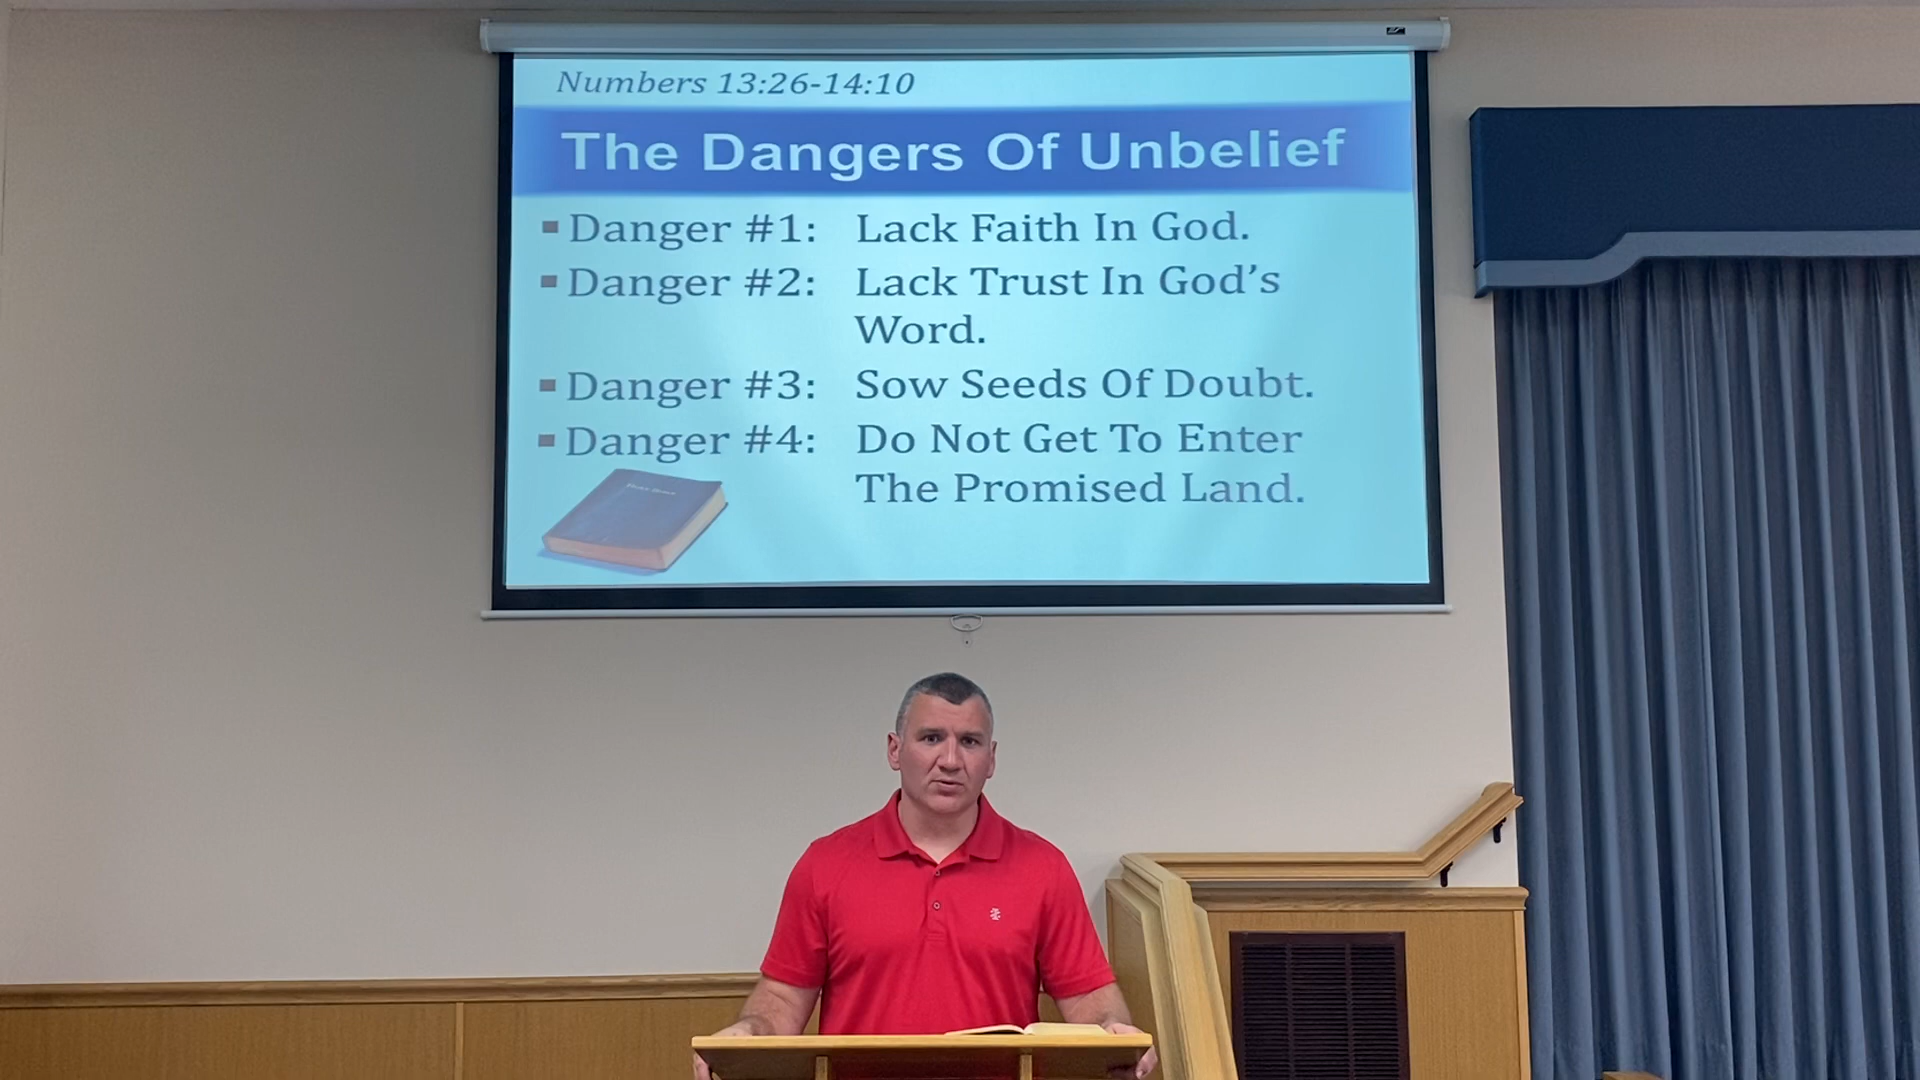 Numbers 13:26-14:10
The Dangers Of Unbelief
Danger #1: Lack Faith In God.
Danger #2: Lack Trust In God's
Word.
Danger #3: Sow Seeds Of Doubt.
Danger #4: Do Not Get To Enter
The Promised Land.